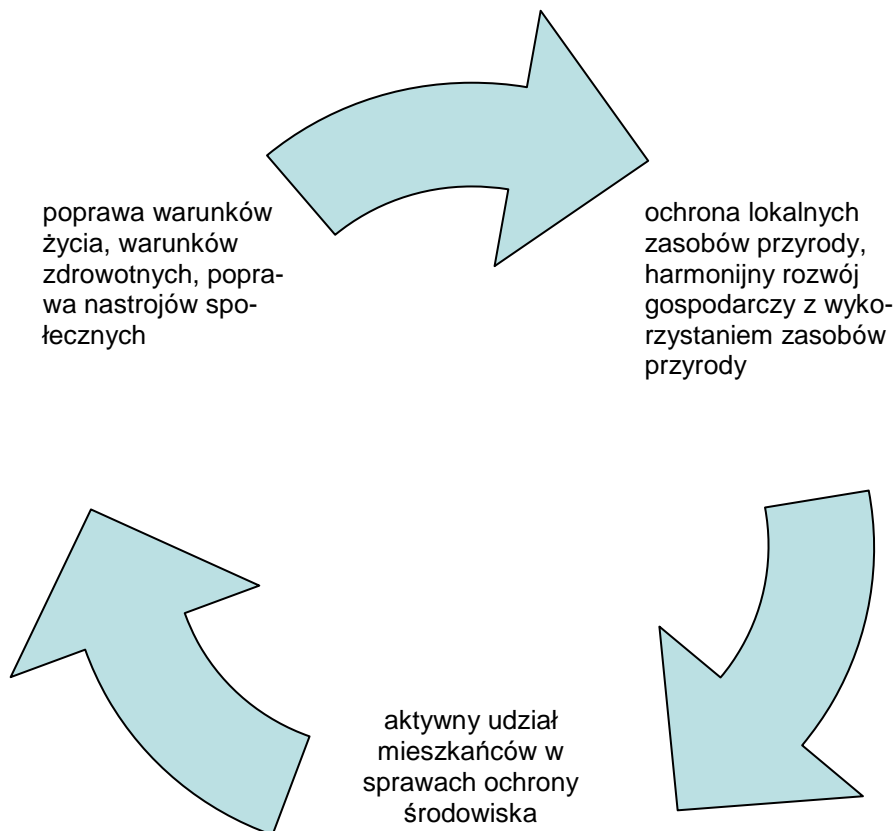 poprawa warunków
życia, warunków
zdrowotnych, popra-
wa nastrojów spo-
łecznych
ochrona lokalnych
zasobów przyrody,
harmonijny rozwój
gospodarczy z wyko-
rzystaniem zasobów
przyrody
aktywny udział
mieszkańców w
sprawach ochrony
środowiska